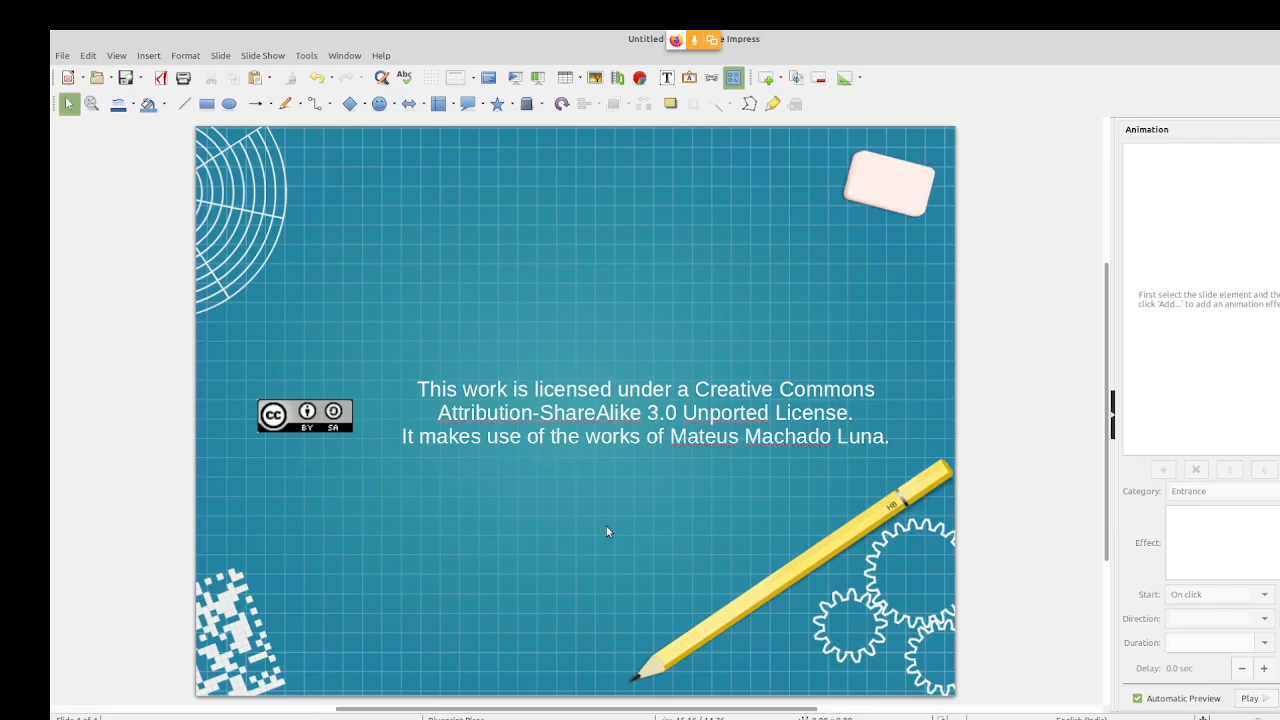 Untitled
e Impress
File Edit View Insert Format Slide Slide Show Tools Window Help
Animation
First select the slide element and the
click 'Add...' to add an animation effe
This work is licensed under a Creative Commons
Attribution-ShareAlike 3.0 Unported License.
It makes use of the works of Mateus Machado Luna.
cc BY SA
HB
Category: Entrance
Effect:
Start: On click
Direction:
Duration:
Delay: 0.0 sec
Automatic Preview Play